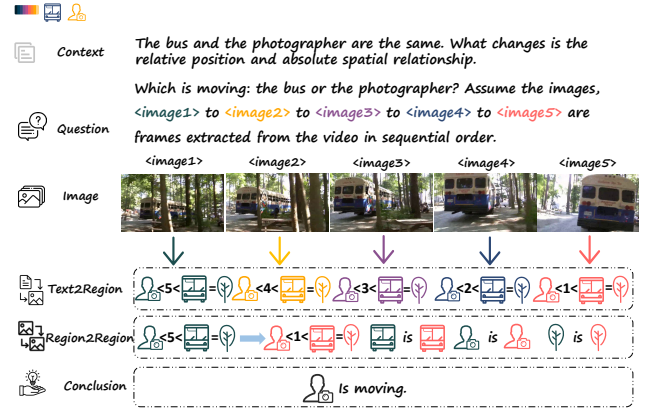 Context
The bus and the photographer are the same. What changes is the
relative position and absolute spatial relationship.
Question
Which is moving: the bus or the photographer? Assume the images,
<image1> to <image2> to <image3> to <image4> to <image5> are
frames extracted from the video in sequential order.
<image1> <image2> <image3> <image4> <image5>
Image
Text2Region
<5< = <4< = <3< = <2< = <1< =
Region2Region
<5< = <1< = is is is
Conclusion
Is moving.